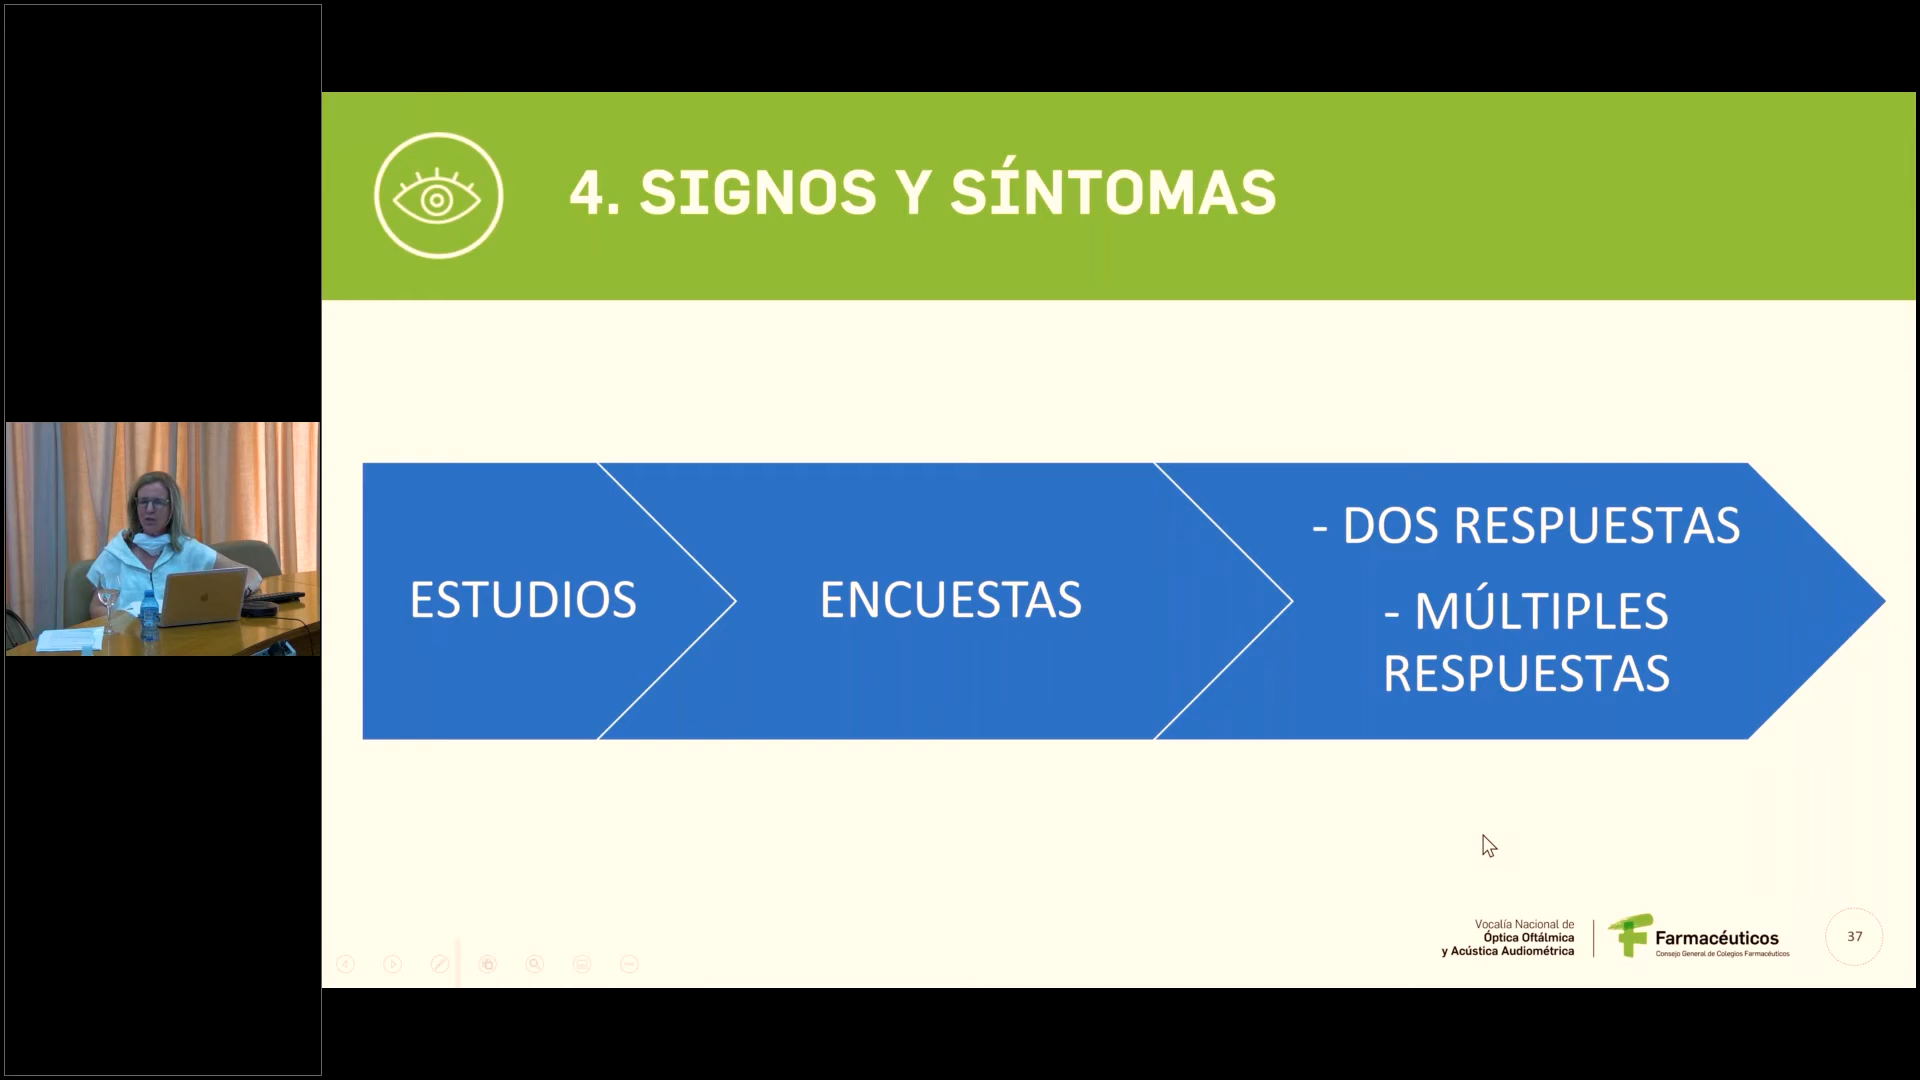 4. SIGNOS Y SÍNTOMAS
ESTUDIOS
ENCUESTAS
- DOS RESPUESTAS
- MÚLTIPLES
RESPUESTAS
Vocalía Nacional de
Óptica Oftálmica
y Acústica Audiométrica
Farmacéuticos
Consejo General de Colegios Farmacéuticos
37